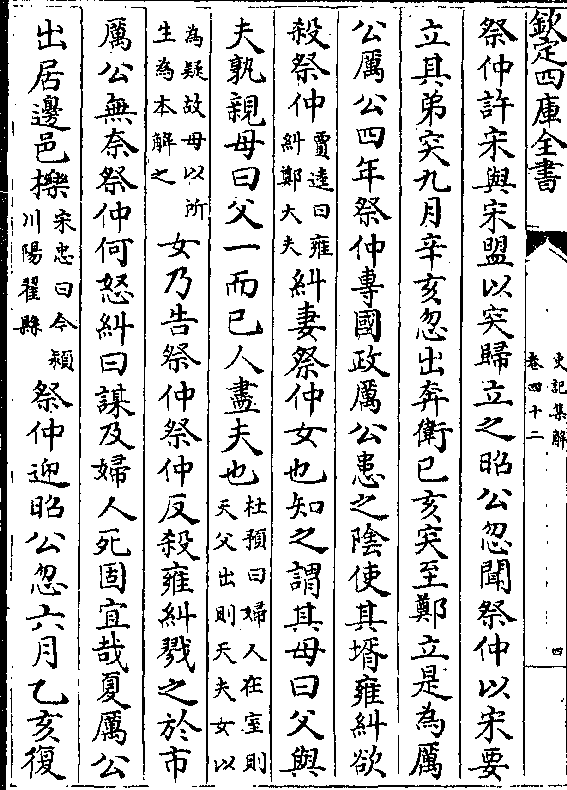 欽定四庫全書
史記集解
卷四十二
四
祭仲許宋與宋盟以突歸立之昭公忽聞祭仲以宋要
立其弟突九月辛亥忽出奔衛已亥突至鄭立是為厲
公厲公四年祭仲專國政厲公患之陰使其壻雍糾欲
殺祭仲賈逵曰雍糾鄭大夫糾妻祭仲女也知之謂其母曰父與
夫孰親母曰父一而已人盡夫也杜預曰婦人在室則天父出則天夫女以
為疑故母以所生為本解之女乃告祭仲祭仲反殺雍糾戮之於市
厲公無奈祭仲何怒糾曰謀及婦人死固宜哉夏厲公
出居邊邑櫟宋忠曰今潁川陽翟縣祭仲迎昭公忽六月乙亥復